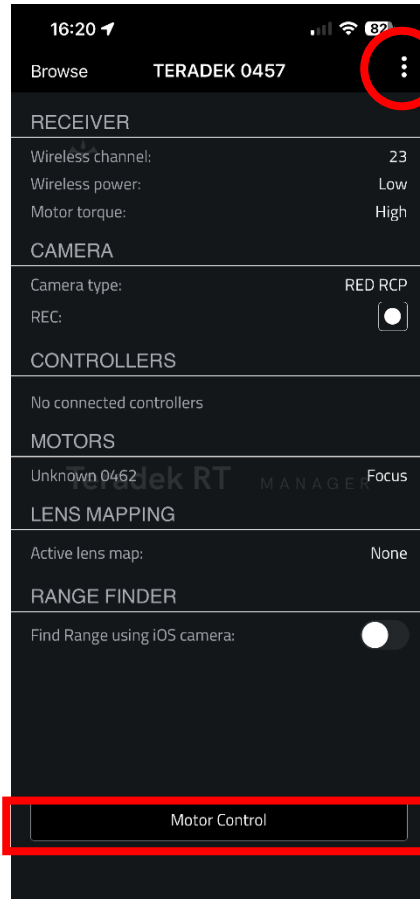 16:20
82
Browse
TERADEK 0457
RECEIVER
Wireless channel: 23
Wireless power: Low
Motor torque: High
CAMERA
Camera type: RED RCP
REC:
CONTROLLERS
No connected controllers
MOTORS
Unknown 0462 Focus
Teradek RT MANAGER
LENS MAPPING
Active lens map: None
RANGE FINDER
Find Range using iOS camera:
Motor Control